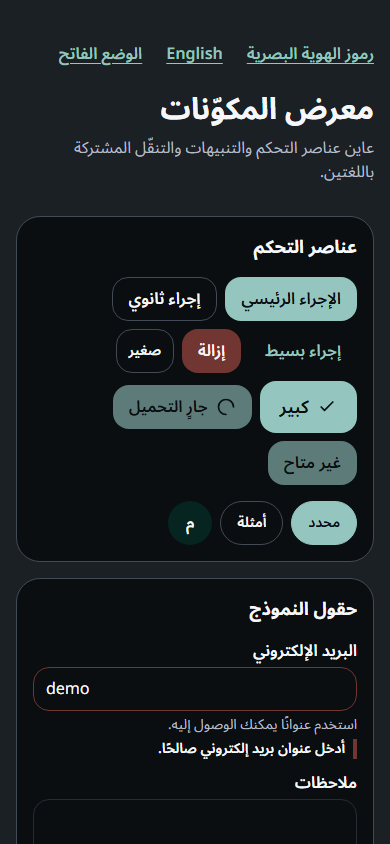 رموز الهوية البصرية English الوضع الفاتح
معرض المكوّنات
عاين عناصر التحكم والتنبيهات والتنقّل المشتركة
باللغتين.
عناصر التحكم
الإجراء الرئيسي إجراء ثانوي
إجراء بسيط إزالة صغير
كبير جارٍ التحميل
غير متاح
محدد أمثلة م
حقول النموذج
البريد الإلكتروني
demo
استخدم عنوانًا يمكنك الوصول إليه.
أدخل عنوان بريد إلكتروني صالحًا.
ملاحظات